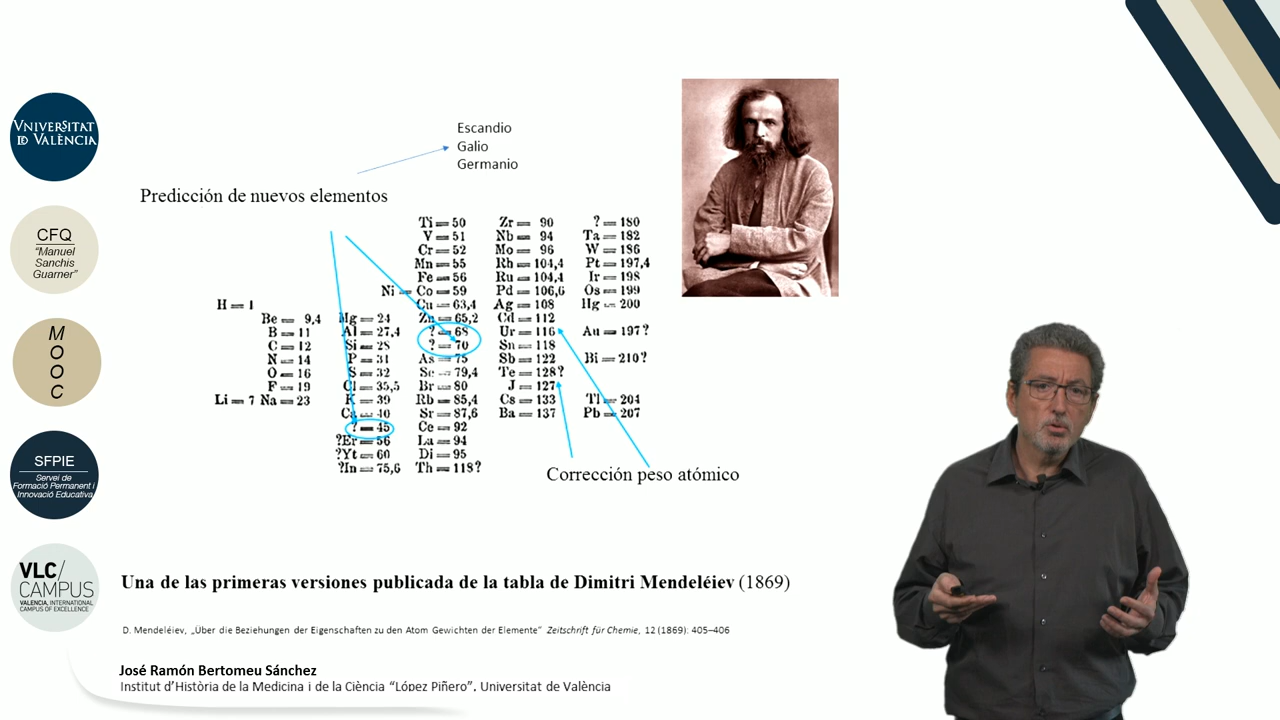 VNIVERSITAT
ID VALÈNCIA
CFQ
“Manuel
Sanchis
Guarner”
M
O
O
C
SFPIE
Servei de
Formació Permanent i
Innovació Educativa
VLC/
CAMPUS
VALENCIA, INTERNATIONAL
CAMPUS OF EXCELLENCE
Escandio
Galio
Germanio
Predicción de nuevos elementos
Ti = 50 Zr = 90 ? = 180
V = 51 Nb = 94 Ta = 182
Cr = 52 Mo = 96 W = 186
Mn = 55 Rh = 104,4 Pt = 197,4
Fe = 56 Ru = 104,4 Ir = 198
Ni = Co = 59 Pd = 106,6 Os = 199
H = 1 Cu = 63,4 Ag = 108 Hg = 200
Be = 9,4 Mg = 24 Zn = 65,2 Cd = 112
B = 11 Al = 27,4 ? = 68 Ur = 116 Au = 197?
C = 12 Si = 28 ? = 70 Sn = 118
N = 14 P = 31 As = 75 Sb = 122 Bi = 210?
O = 16 S = 32 Se = 79,4 Te = 128?
F = 19 Cl = 35,5 Br = 80 J = 127
Li = 7 Na = 23 K = 39 Rb = 85,4 Cs = 133 Tl = 204
Ca = 40 Sr = 87,6 Ba = 137 Pb = 207
? = 45 Ce = 92
?Er = 56 La = 94
?Yt = 60 Di = 95
?In = 75,6 Th = 118?
Corrección peso atómico
Una de las primeras versiones publicada de la tabla de Dimitri Mendeléiev (1869)
D. Mendeléiev, „Über die Beziehungen der Eigenschaften zu den Atom Gewichten der Elemente“ Zeitschrift für Chemie, 12 (1869): 405–406
José Ramón Bertomeu Sánchez
Institut d’Història de la Medicina i de la Ciència “López Piñero”. Universitat de València